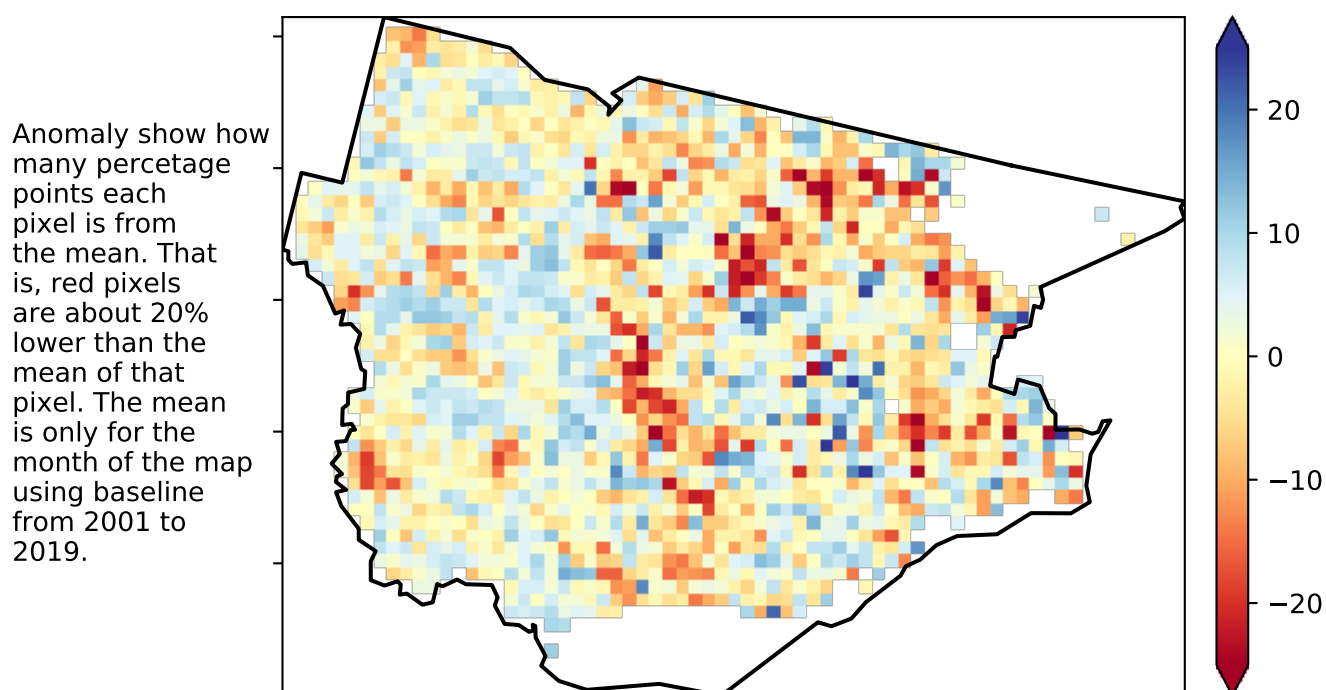 Anomaly show how
many percetage
points each
pixel is from
the mean. That
is, red pixels
are about 20%
lower than the
mean of that
pixel. The mean
is only for the
month of the map
using baseline
from 2001 to
2019.
20
10
0
−10
−20